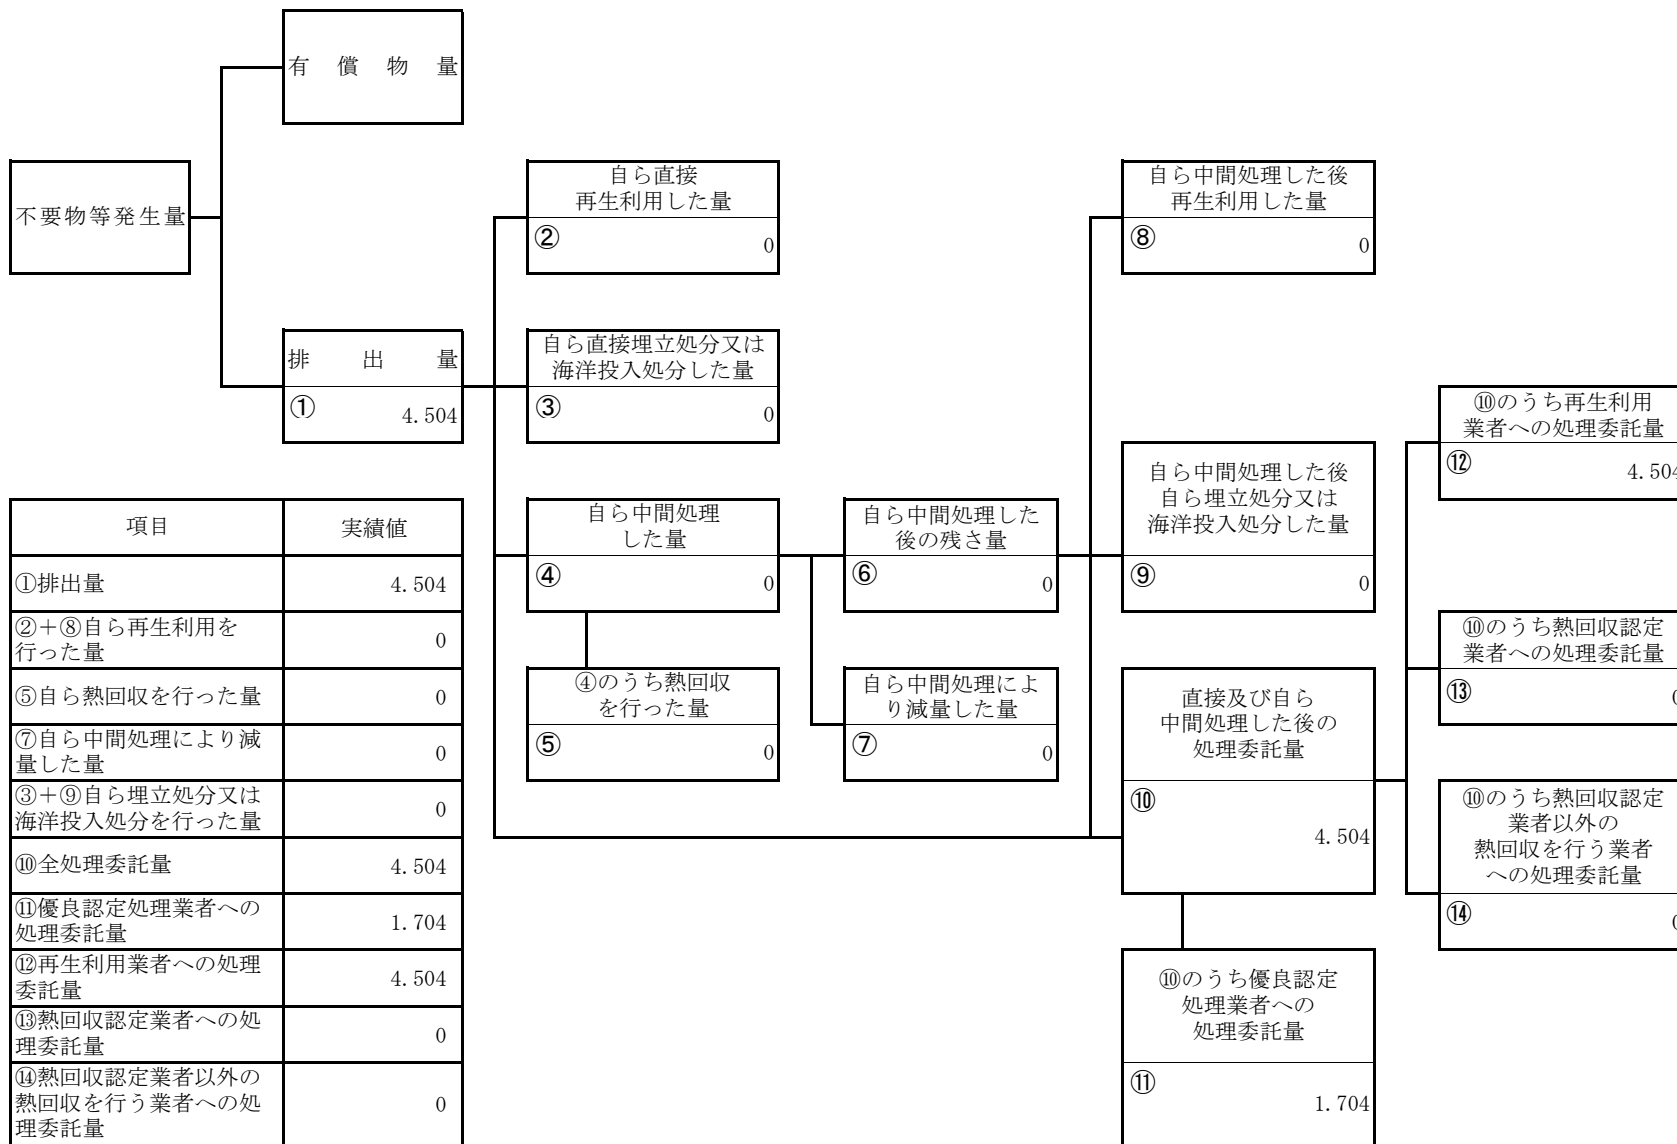 有償物量
不要物等発生量
自ら直接
再生利用した量
② 0
自ら中間処理した後
再生利用した量
⑧ 0
排出量
① 4.504
自ら直接埋立処分又は
海洋投入処分した量
③ 0
⑩のうち再生利用
業者への処理委託量
⑫ 4.504
自ら中間処理
した量
④ 0
自ら中間処理した
後の残さ量
⑥ 0
自ら中間処理した後
自ら埋立処分又は
海洋投入処分した量
⑨ 0
⑩のうち熱回収認定
業者への処理委託量
⑬ 0
④のうち熱回収
を行った量
⑤ 0
自ら中間処理によ
り減量した量
⑦ 0
直接及び自ら
中間処理した後の
処理委託量
⑩
4.504
⑩のうち熱回収認定
業者以外の
熱回収を行う業者
への処理委託量
⑭ 0
⑩のうち優良認定
処理業者への
処理委託量
⑪
1.704
項目 実績値
①排出量 4.504
②+⑧自ら再生利用を
行った量 0
⑤自ら熱回収を行った量 0
⑦自ら中間処理により減
量した量 0
③+⑨自ら埋立処分又は
海洋投入処分を行った量 0
⑩全処理委託量 4.504
⑪優良認定処理業者への
処理委託量 1.704
⑫再生利用業者への処理
委託量 4.504
⑬熱回収認定業者への処
理委託量 0
⑭熱回収認定業者以外の
熱回収を行う業者への処
理委託量 0